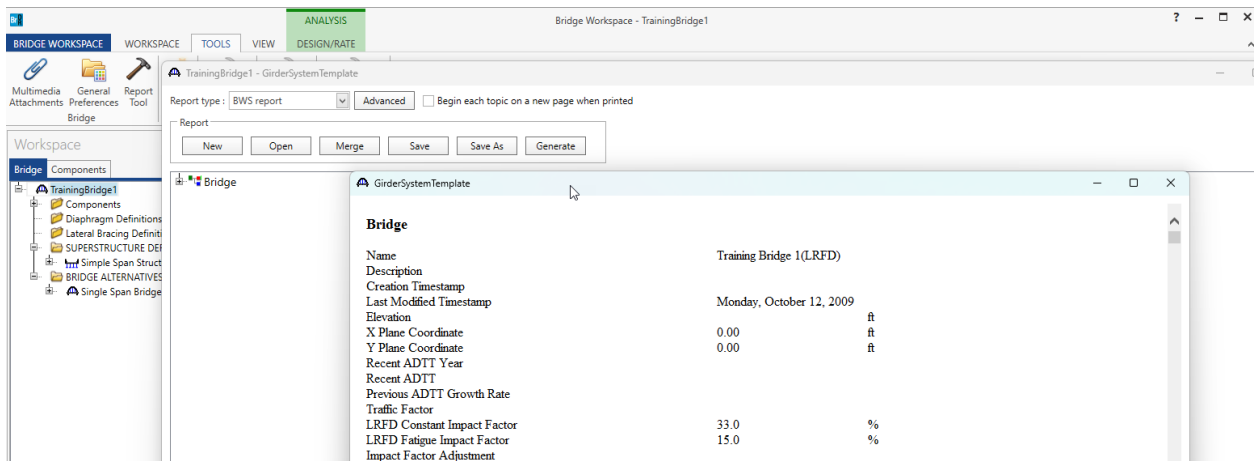 Br R
ANALYSIS
Bridge Workspace - TrainingBridge1
?
BRIDGE WORKSPACE WORKSPACE TOOLS VIEW DESIGN/RATE
Multimedia Attachments General Preferences Report Tool
Bridge
TrainingBridge1 - GirderSystemTemplate
Report type : BWS report Advanced Begin each topic on a new page when printed
Report
New Open Merge Save Save As Generate
Workspace
Bridge Components
TrainingBridge1
Components
Diaphragm Definitions
Lateral Bracing Definiti
SUPERSTRUCTURE DEF
Simple Span Struct
BRIDGE ALTERNATIVES
Single Span Bridge
Bridge
GirderSystemTemplate
Bridge
Name Training Bridge 1(LRFD)
Description
Creation Timestamp
Last Modified Timestamp Monday, October 12, 2009
Elevation ft
X Plane Coordinate 0.00 ft
Y Plane Coordinate 0.00 ft
Recent ADTT Year
Recent ADTT
Previous ADTT Growth Rate
Traffic Factor
LRFD Constant Impact Factor 33.0 %
LRFD Fatigue Impact Factor 15.0 %
Impact Factor Adjustment